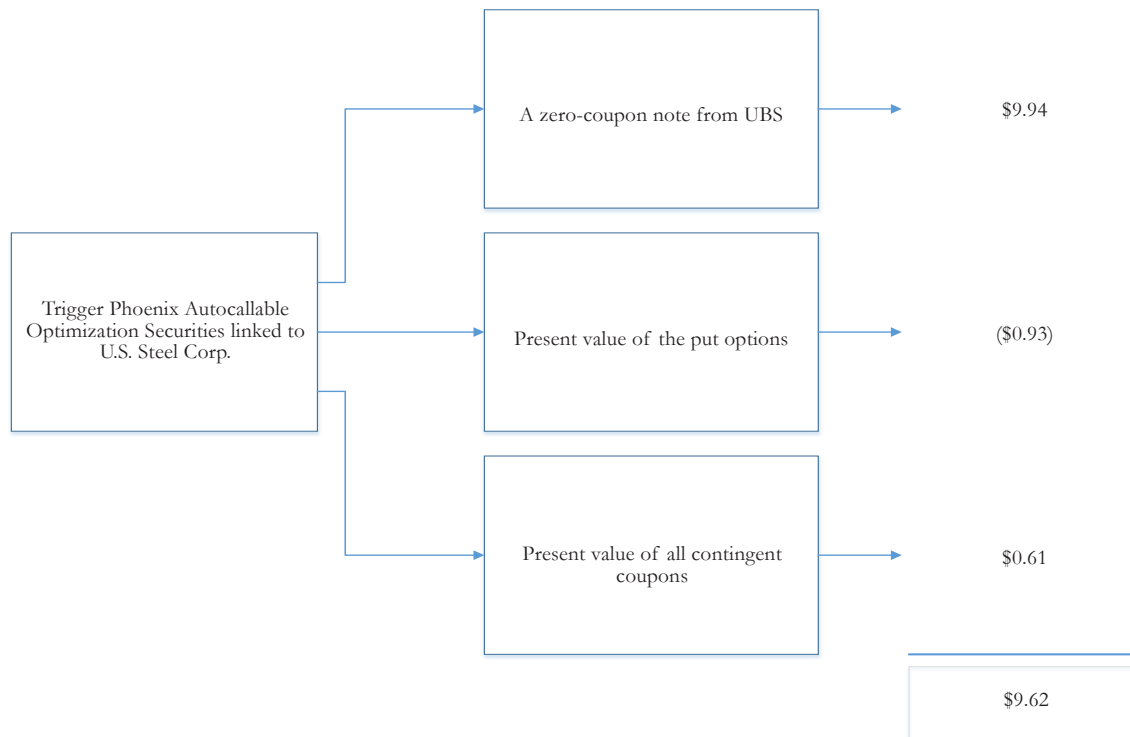 A zero-coupon note from UBS
$9.94
Trigger Phoenix Autocallable
Optimization Securities linked to
U.S. Steel Corp.
Present value of the put options
($0.93)
Present value of all contingent
coupons
$0.61
$9.62